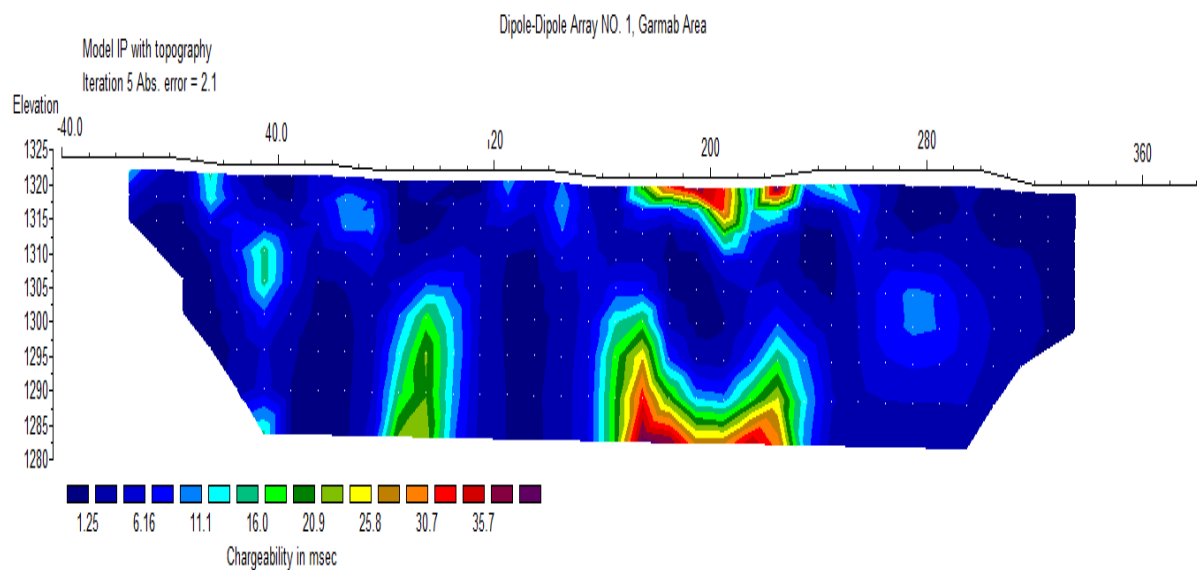 Dipole-Dipole Array NO. 1, Garmab Area
Model IP with topography
Iteration 5 Abs. error = 2.1
Elevation
-40.0 40.0 120 200 280 360
1325
1320
1315
1310
1305
1300
1295
1290
1285
1280
1.25 6.16 11.1 16.0 20.9 25.8 30.7 35.7
Chargeability in msec